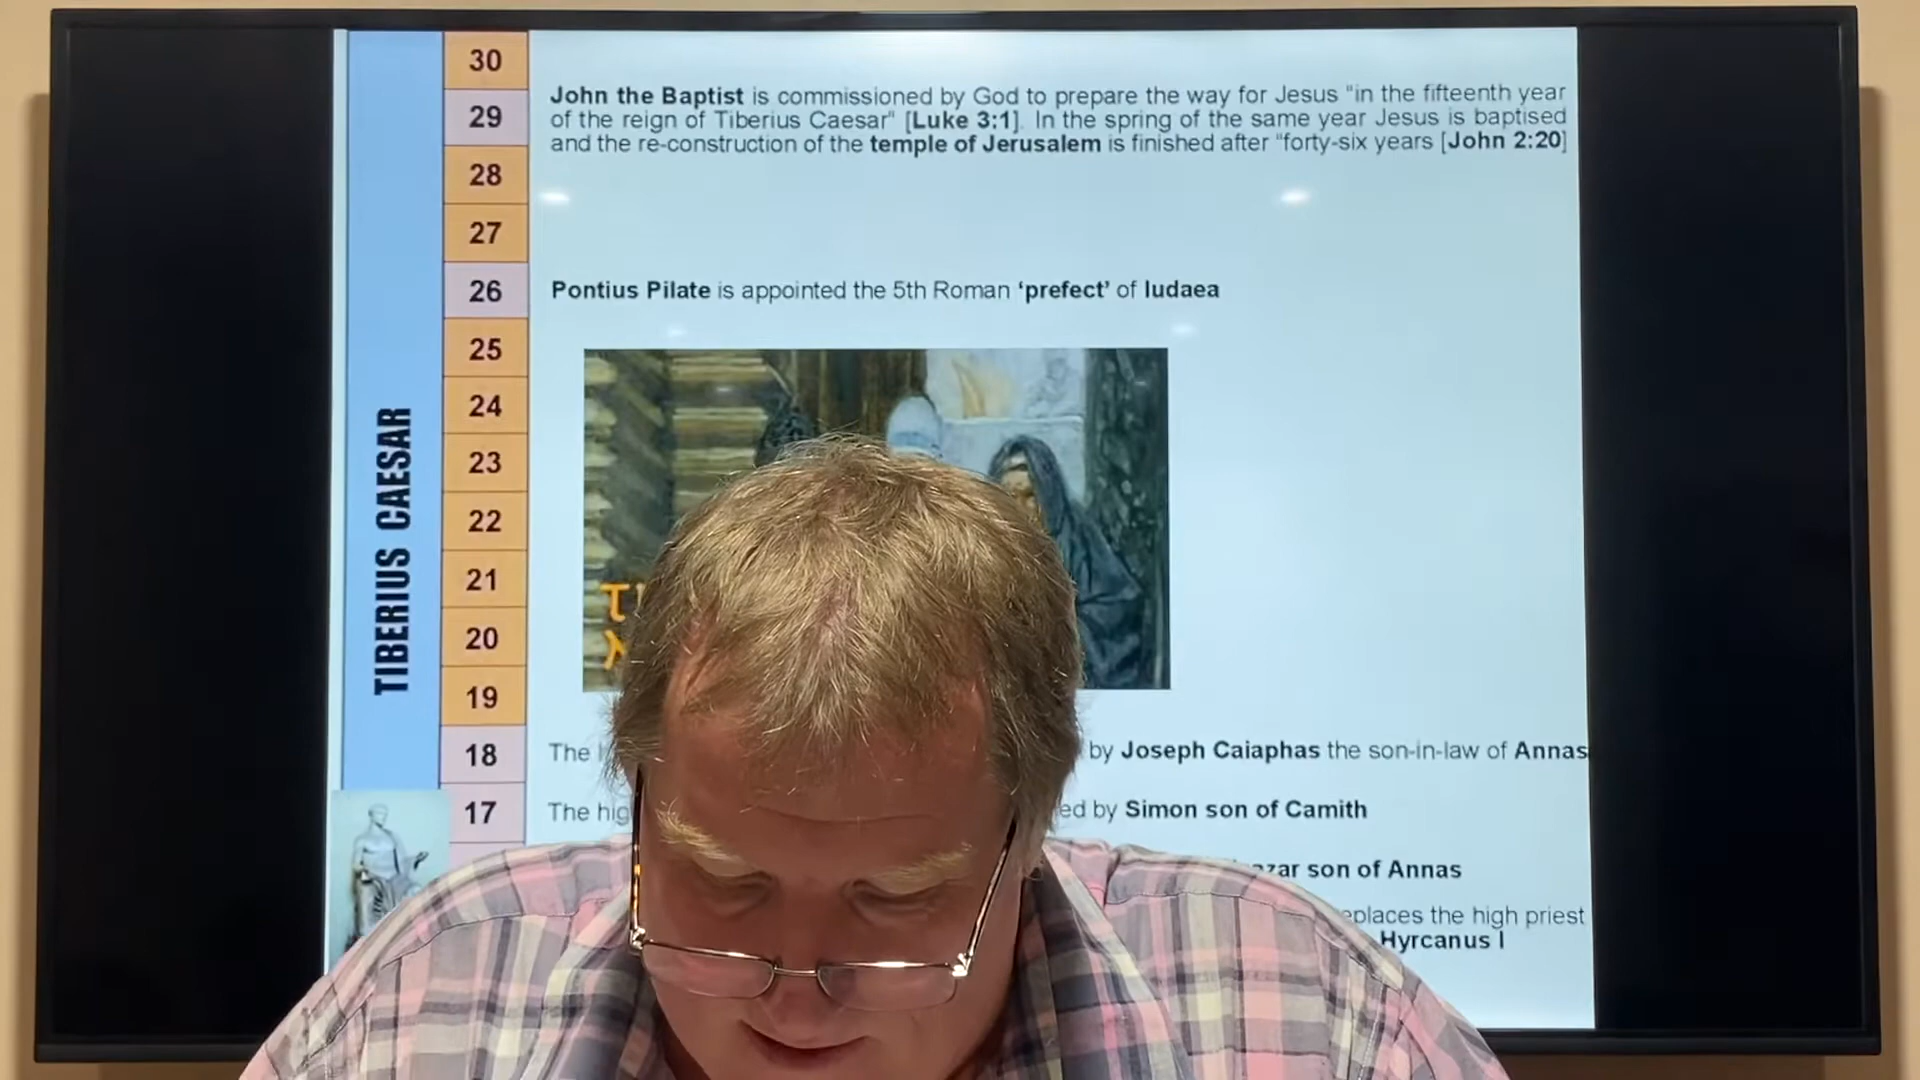 30
John the Baptist is commissioned by God to prepare the way for Jesus "in the fifteenth year
29
of the reign of Tiberius Caesar" [Luke 3:1]. In the spring of the same year Jesus is baptised
and the re-construction of the temple of Jerusalem is finished after "forty-six years [John 2:20]
28
27
26
Pontius Pilate is appointed the 5th Roman ‘prefect’ of Iudaea
25
24
23
22
21
20
19
TIBERIUS CAESAR
18
The by Joseph Caiaphas the son-in-law of Annas
17
The by Simon son of Camith
son of Annas
the high priest
Hyrcanus I